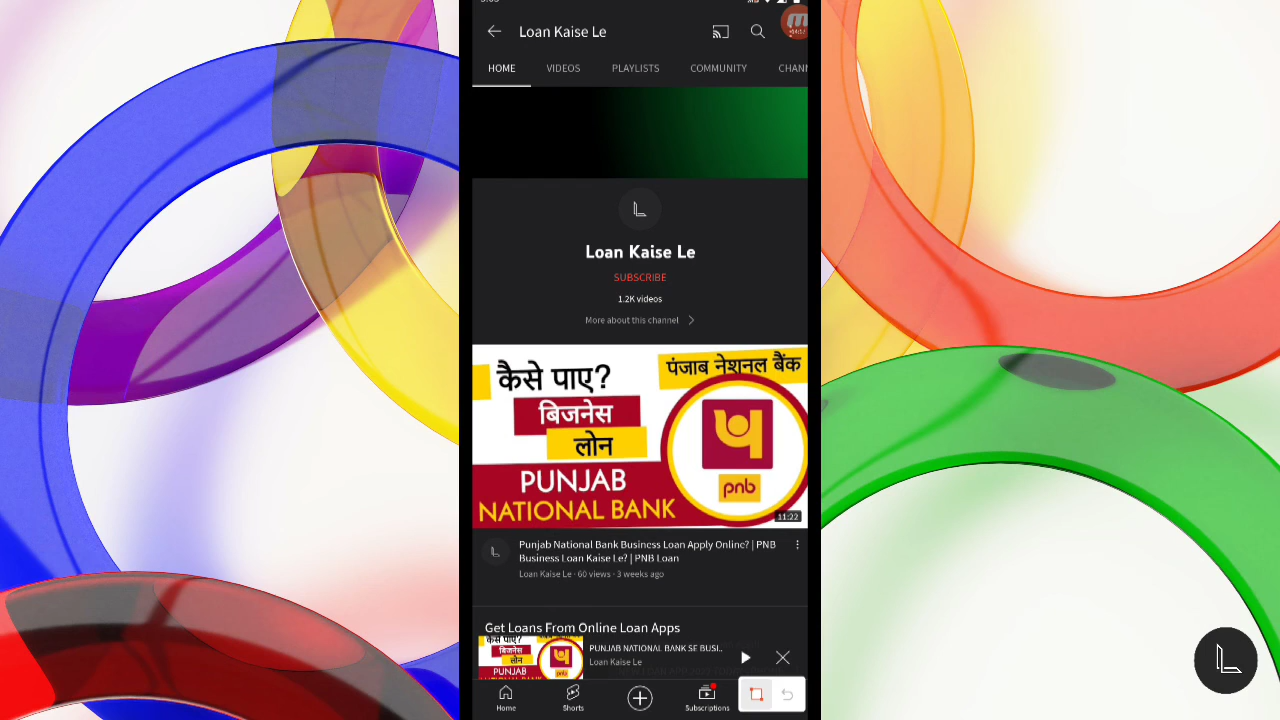 Loan Kaise Le
HOME VIDEOS PLAYLISTS COMMUNITY CHANN
Loan Kaise Le
SUBSCRIBE
1.2K videos
More about this channel
कैसे पाए?
पंजाब नेशनल बैंक
बिजनेस
लोन
PUNJAB
NATIONAL BANK
pnb
11:22
Punjab National Bank Business Loan Apply Online? | PNB
Business Loan Kaise Le? | PNB Loan
Loan Kaise Le · 60 views · 3 weeks ago
Get Loans From Online Loan Apps
बिजनेस
लोन
PUNJAB
pnb
PUNJAB NATIONAL BANK SE BUSI..
Loan Kaise Le
Home Shorts Subscriptions